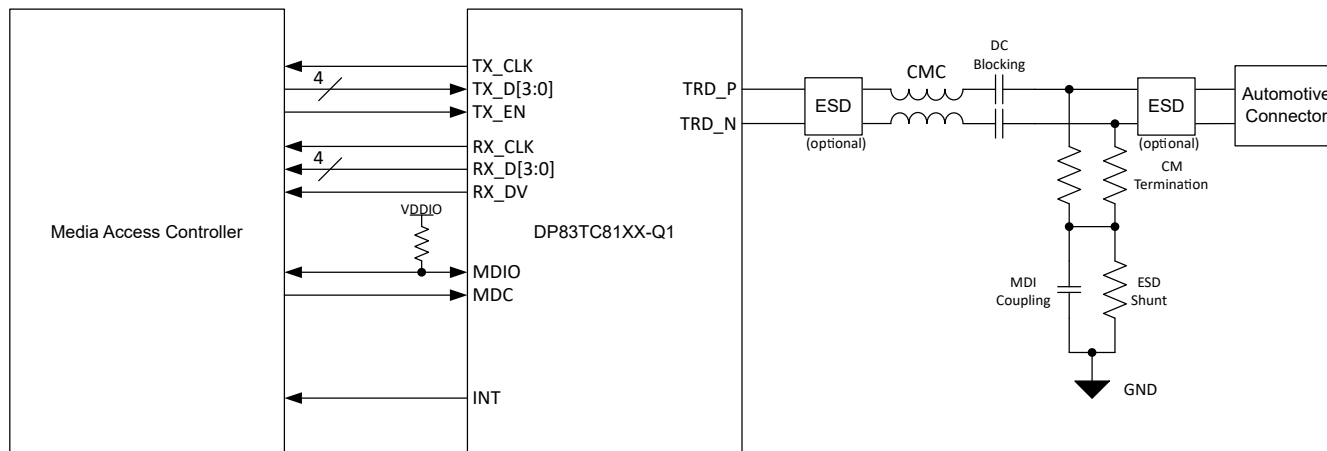 Media Access Controller
TX_CLK
4
TX_D[3:0]
TX_EN
RX_CLK
4
RX_D[3:0]
RX_DV
VDDIO
DP83TC81XX-Q1
MDIO
MDC
INT
TRD_P
TRD_N
ESD
(optional)
CMC
DC
Blocking
ESD
(optional)
Automotive
Connector
CM
Termination
MDI
Coupling
ESD
Shunt
GND